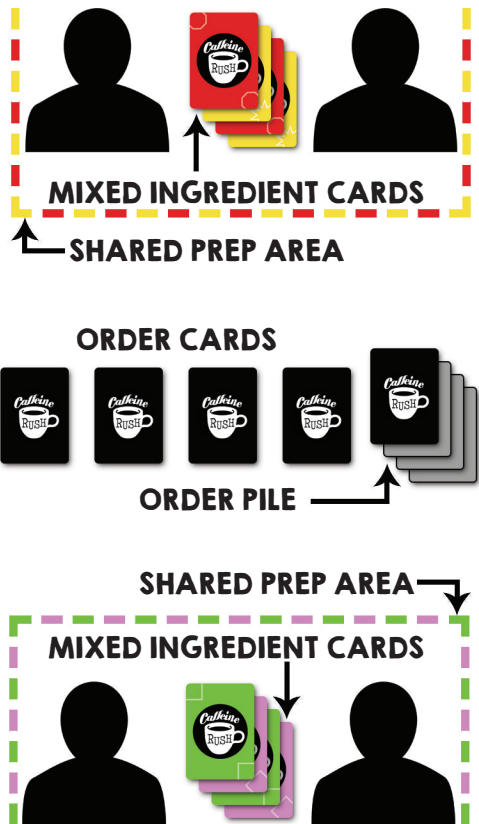 Caffeine
RUSH
MIXED INGREDIENT CARDS
SHARED PREP AREA
ORDER CARDS
Caffeine
RUSH
Caffeine
RUSH
Caffeine
RUSH
Caffeine
RUSH
Caffeine
RUSH
ORDER PILE
SHARED PREP AREA
MIXED INGREDIENT CARDS
Caffeine
RUSH